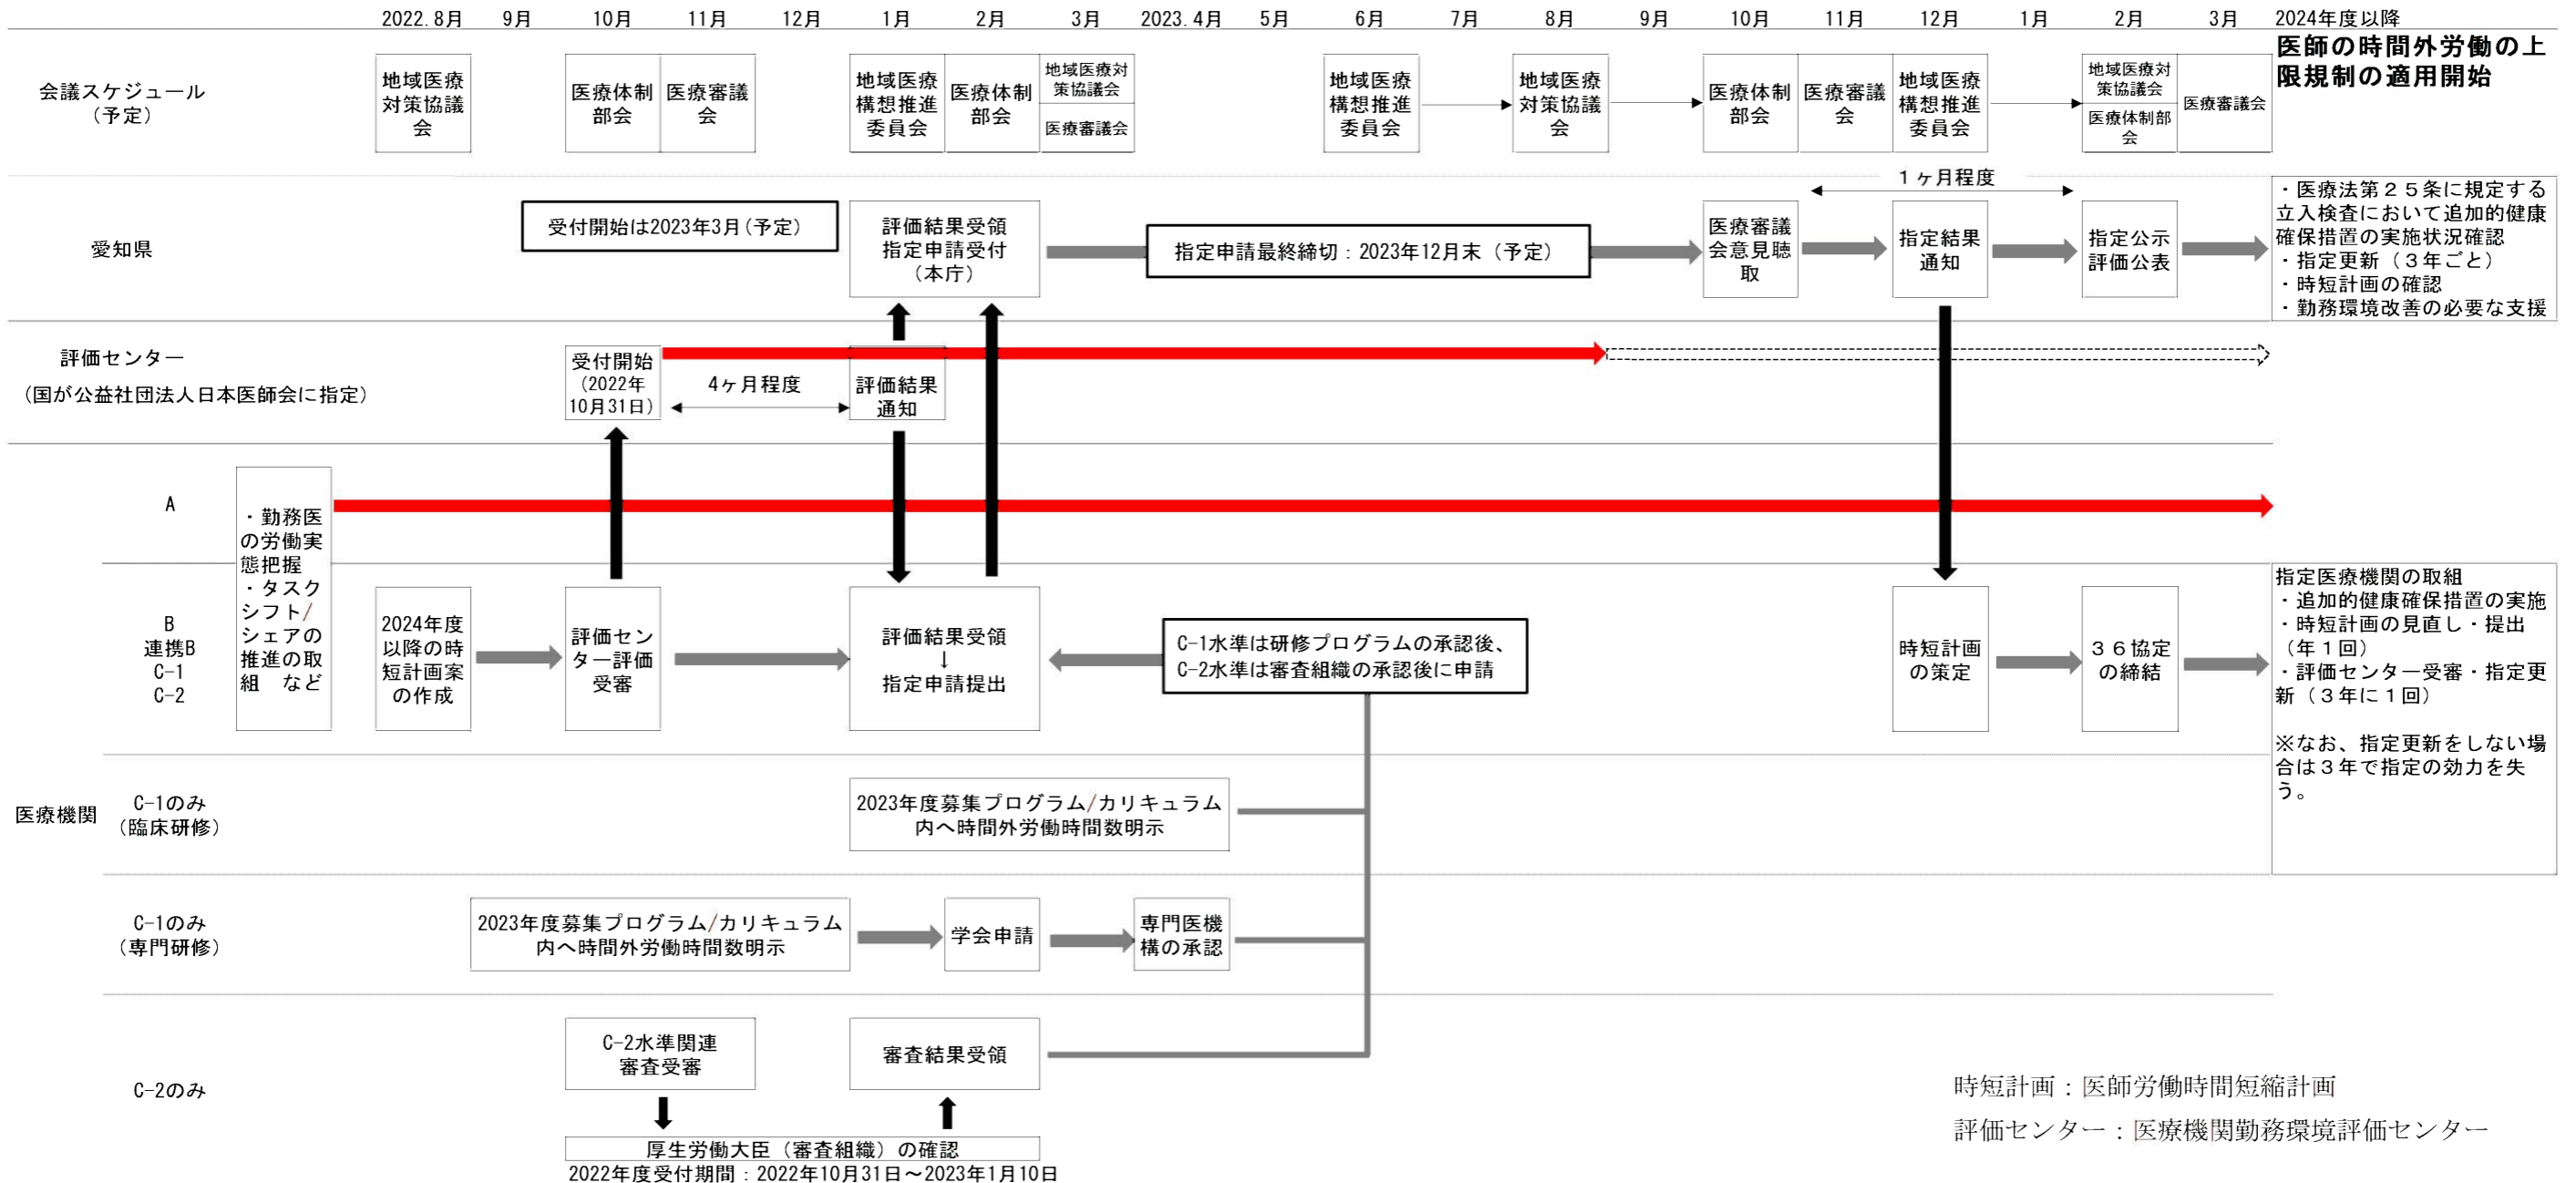 2022.8月
9月
10月
11月
12月
1月
2月
3月
2023.4月
5月
6月
7月
8月
9月
10月
11月
12月
1月
2月
3月
2024年度以降
会議スケジュール
(予定)
地域医療
対策協議
会
医療体制
部会
医療審議
会
地域医療
構想推進
委員会
医療体制
部会
地域医療対
策協議会
医療審議会
地域医療
構想推進
委員会
地域医療
対策協議
会
医療体制
部会
医療審議
会
地域医療
構想推進
委員会
地域医療対
策協議会
医療体制部
会
医療審議会
医師の時間外労働の上
限規制の適用開始
愛知県
受付開始は2023年3月(予定)
評価結果受領
指定申請受付
(本庁)
指定申請最終締切:2023年12月末(予定)
医療審議
会意見聴
取
1ヶ月程度
指定結果
通知
指定公示
評価公表
・医療法第25条に規定する
立入検査において追加的健康
確保措置の実施状況確認
・指定更新(3年ごと)
・時短計画の確認
・勤務環境改善の必要な支援
評価センター
(国が公益社団法人日本医師会に指定)
受付開始
(2022年
10月31日)
4ヶ月程度
評価結果
通知
医療機関
A
・勤務医
の労働実
態把握
・タスク
シフト/
シェアの
推進の取
組 など
B
連携B
C-1
C-2
2024年度
以降の時
短計画案
の作成
評価セン
ター評価
受審
評価結果受領
↓
指定申請提出
C-1水準は研修プログラムの承認後、
C-2水準は審査組織の承認後に申請
時短計画
の策定
36協定
の締結
指定医療機関の取組
・追加的健康確保措置の実施
・時短計画の見直し・提出
(年1回)
・評価センター受審・指定更
新(3年に1回)
※なお、指定更新をしない場
合は3年で指定の効力を失
う。
C-1のみ
(臨床研修)
2023年度募集プログラム/カリキュラム
内へ時間外労働時間数明示
C-1のみ
(専門研修)
2023年度募集プログラム/カリキュラム
内へ時間外労働時間数明示
学会申請
専門医機
構の承認
C-2のみ
C-2水準関連
審査受審
審査結果受領
厚生労働大臣(審査組織)の確認
2022年度受付期間:2022年10月31日~2023年1月10日
時短計画:医師労働時間短縮計画
評価センター:医療機関勤務環境評価センター